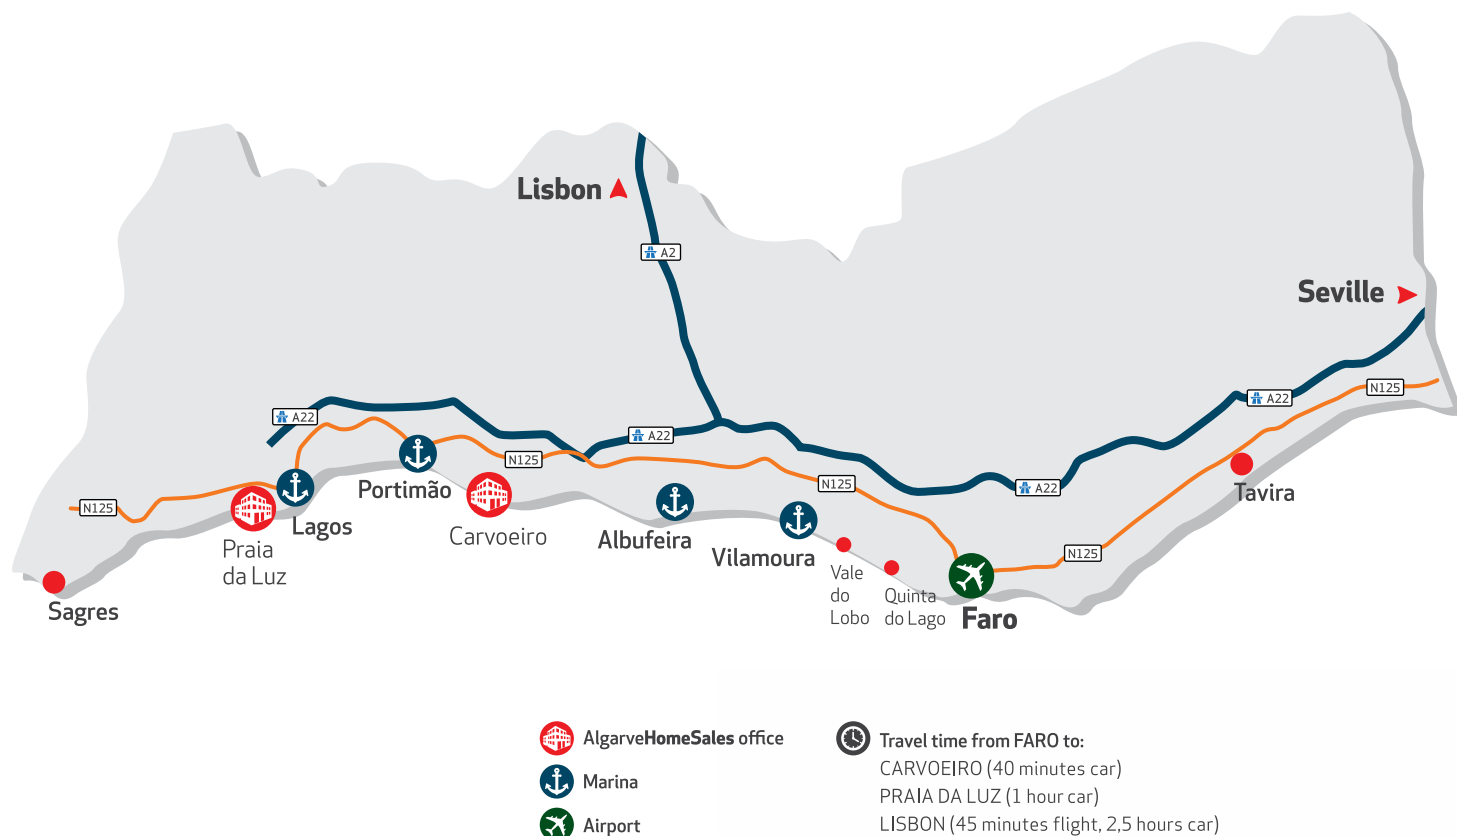 Lisbon
A2
Seville
A22
A22
A22
A22
N125
N125
N125
N125
N125
Portimão
Lagos
Praia
da Luz
Carvoeiro
Albufeira
Vilamoura
Vale
do
Lobo
Quinta
do Lago
Faro
Tavira
Sagres
AlgarveHomeSales office
Marina
Airport
Travel time from FARO to:
CARVOEIRO (40 minutes car)
PRAIA DA LUZ (1 hour car)
LISBON (45 minutes flight, 2,5 hours car)